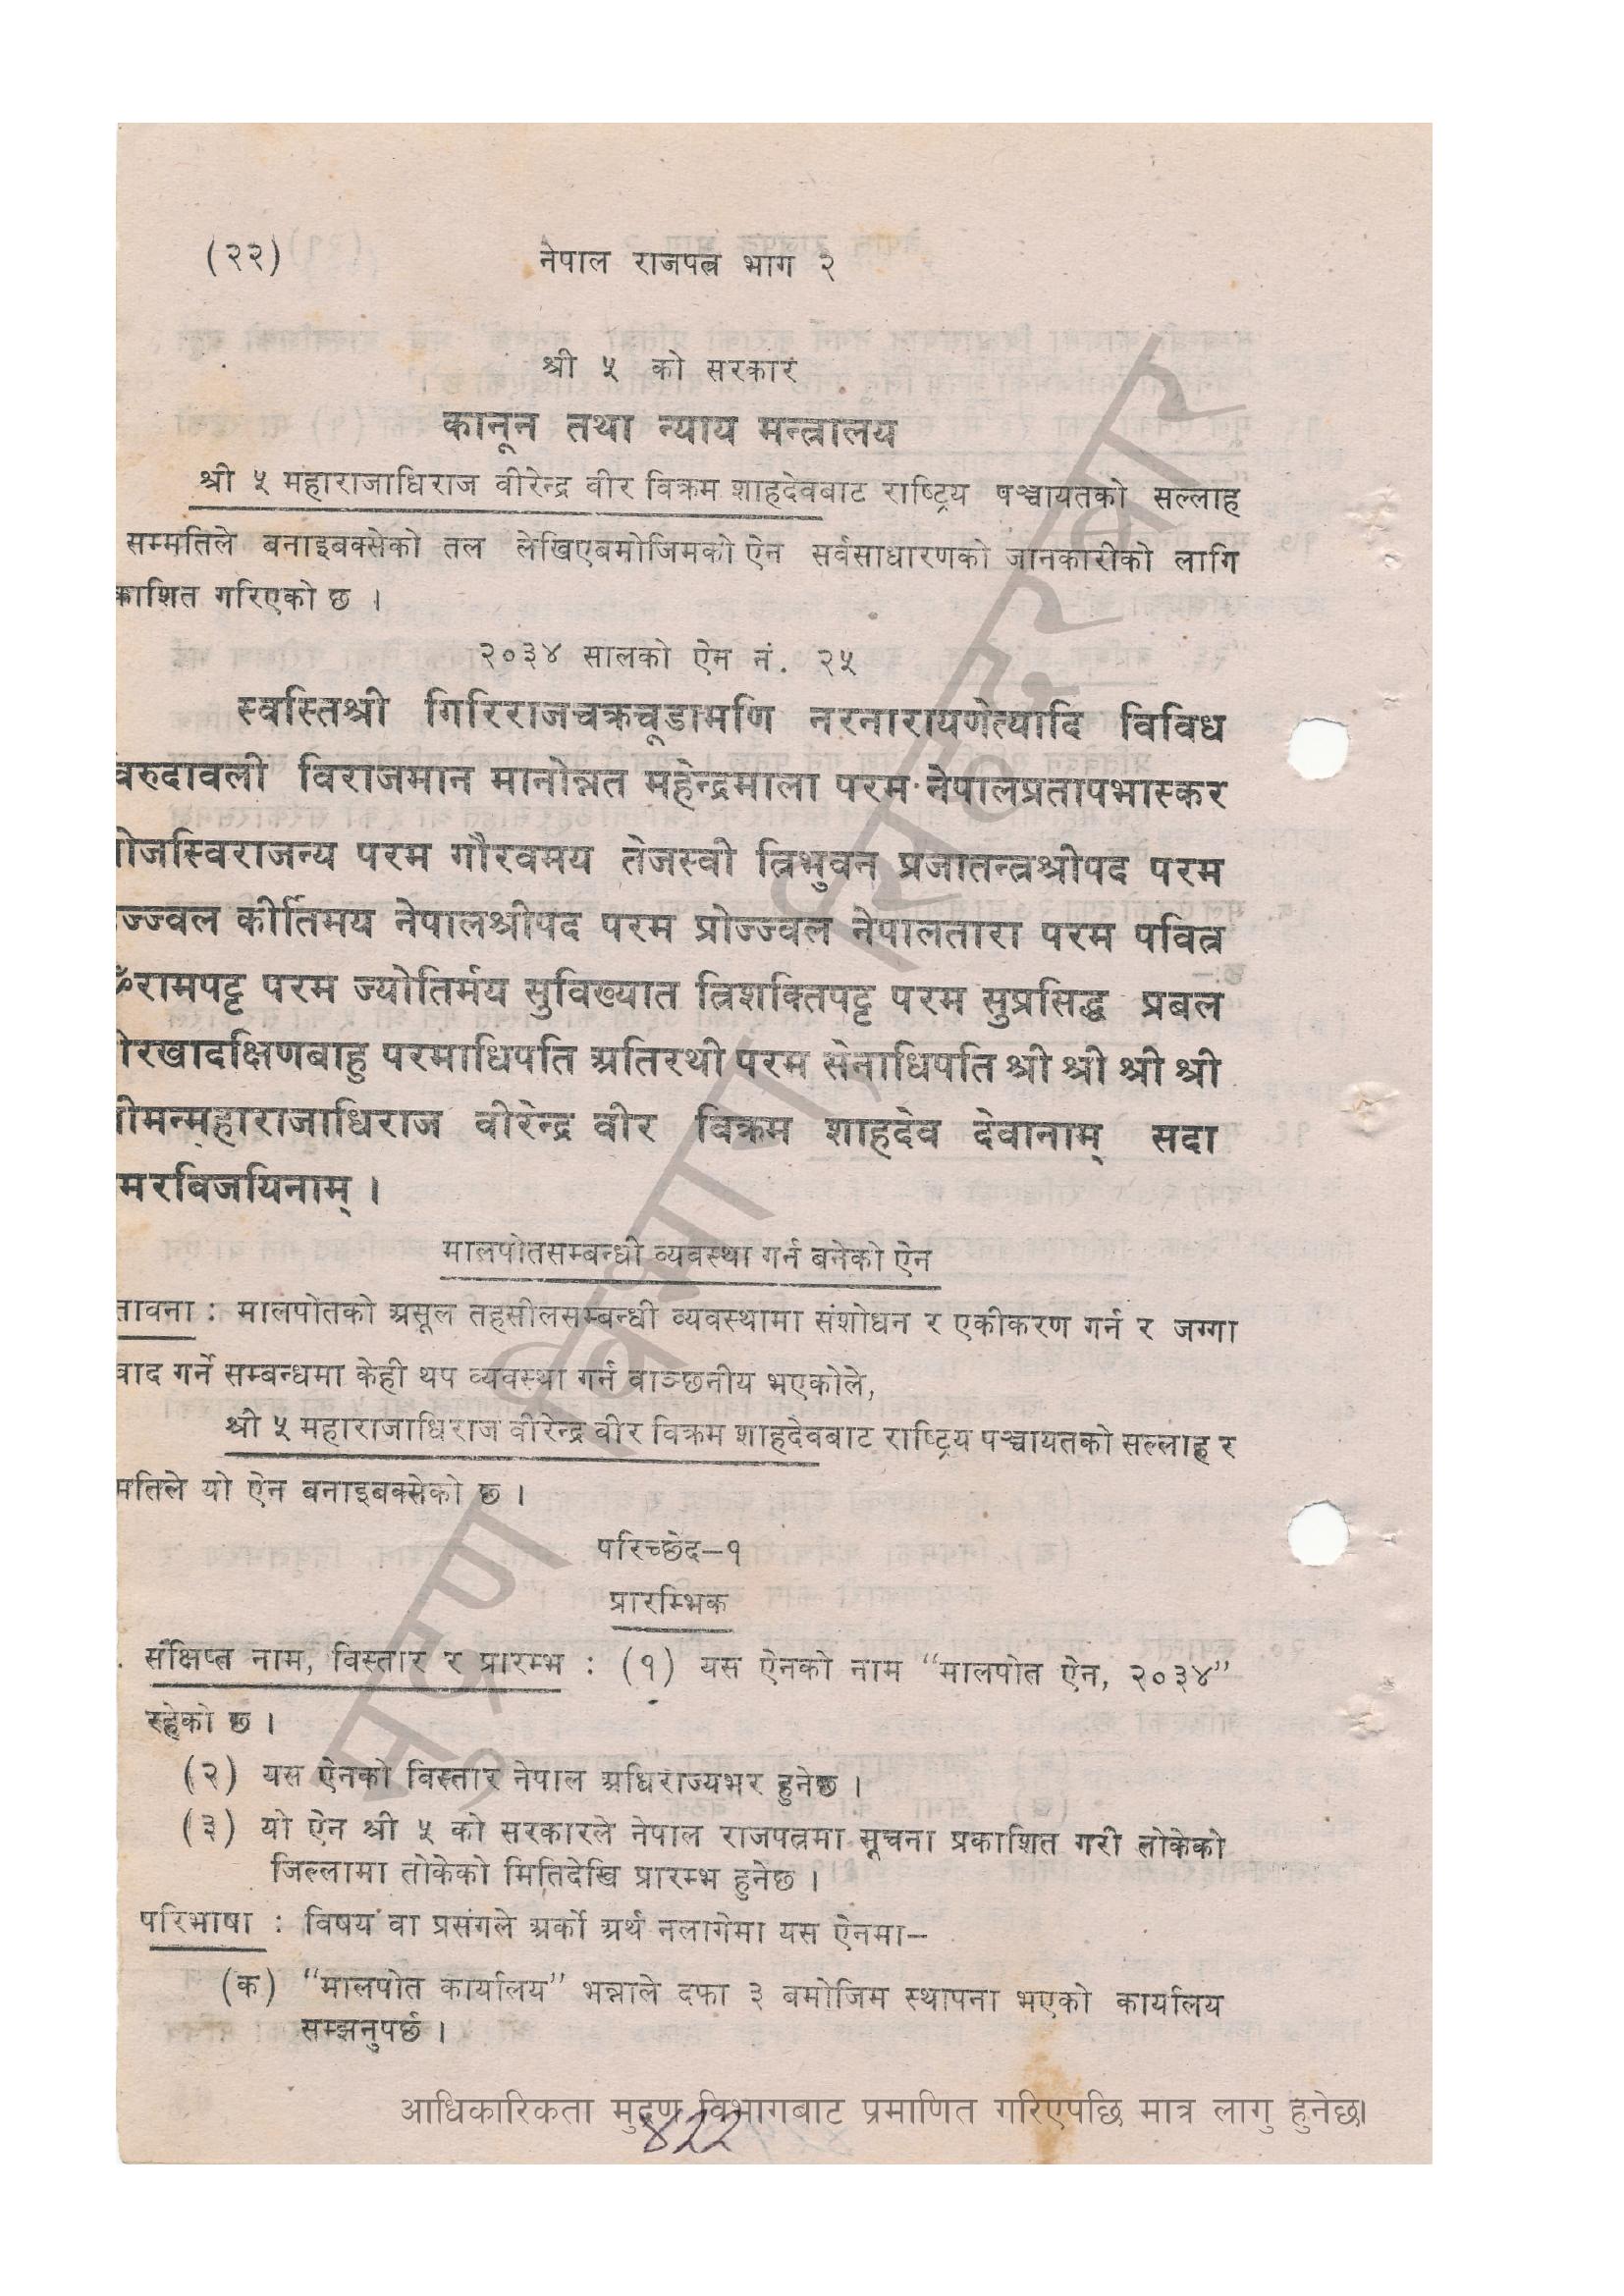 (२२) नेपाल राजपत्र भाग २
श्री ५ को सरकार
कानून तथा न्याय मन्त्रालय
श्री ५ महाराजाधिराज वीरेन्द्र वीर विक्रम शाहदेवबाट राष्ट्रिय पञ्चायतको सल्लाह
सम्मतिले बनाइबक्सेको तल लेखिएबमोजिमको ऐन सर्वसाधारणको जानकारीको लागि
काशित गरिएको छ ।
२०३४ सालको ऐन नं. २५
स्वस्तिश्री गिरिराजचक्रचूडामणि नरनारायणेत्यादि विविध
विरुदावली विराजमान मानोन्नत महेन्द्रमाला परम नेपालप्रतापभास्कर
ोजस्विराजन्य परम गौरवमय तेजस्वी त्रिभुवन प्रजातन्त्रश्रीपद परम
ज्ज्वल कीर्तिमय नेपालश्रीपद परम प्रोज्ज्वल नेपालतारा परम पवित्र
ॐरामपट्ट परम ज्योतिर्मय सुविख्यात त्रिशक्तिपट्ट परम सुप्रसिद्ध प्रबल
ोरखादक्षिणबाहु परमाधिपति अतिरथी परम सेनाधिपति श्री श्री श्री श्री
ीमन्महाराजाधिराज वीरेन्द्र वीर विक्रम शाहदेव देवानाम् सदा
मरविजयिनाम् ।
मालपोतसम्बन्धी व्यवस्था गर्न बनेको ऐन
तावना : मालपोतको असूल तहसीलसम्बन्धी व्यवस्थामा संशोधन र एकीकरण गर्न र जग्गा
वाद गर्ने सम्बन्धमा केही थप व्यवस्था गर्न वाञ्छनीय भएकोले,
श्री ५ महाराजाधिराज वीरेन्द्र वीर विक्रम शाहदेवबाट राष्ट्रिय पञ्चायतको सल्लाह र
मतिले यो ऐन बनाइबक्सेको छ ।
परिच्छेद–१
प्रारम्भिक
. संक्षिप्त नाम, विस्तार र प्रारम्भ : (१) यस ऐनको नाम “मालपोत ऐन, २०३४”
रहेको छ ।
(२) यस ऐनको विस्तार नेपाल अधिराज्यभर हुनेछ ।
(३) यो ऐन श्री ५ को सरकारले नेपाल राजपत्रमा सूचना प्रकाशित गरी तोकेको
जिल्लामा तोकेको मितिदेखि प्रारम्भ हुनेछ ।
परिभाषा : विषय वा प्रसंगले अर्को अर्थ नलागेमा यस ऐनमा–
(क) “मालपोत कार्यालय” भन्नाले दफा ३ बमोजिम स्थापना भएको कार्यालय
सम्झनुपर्छ ।
आधिकारिकता मुद्रण विभागबाट प्रमाणित गरिएपछि मात्र लागु हुनेछ।
मुद्रण विभाग, सिंहदरबार